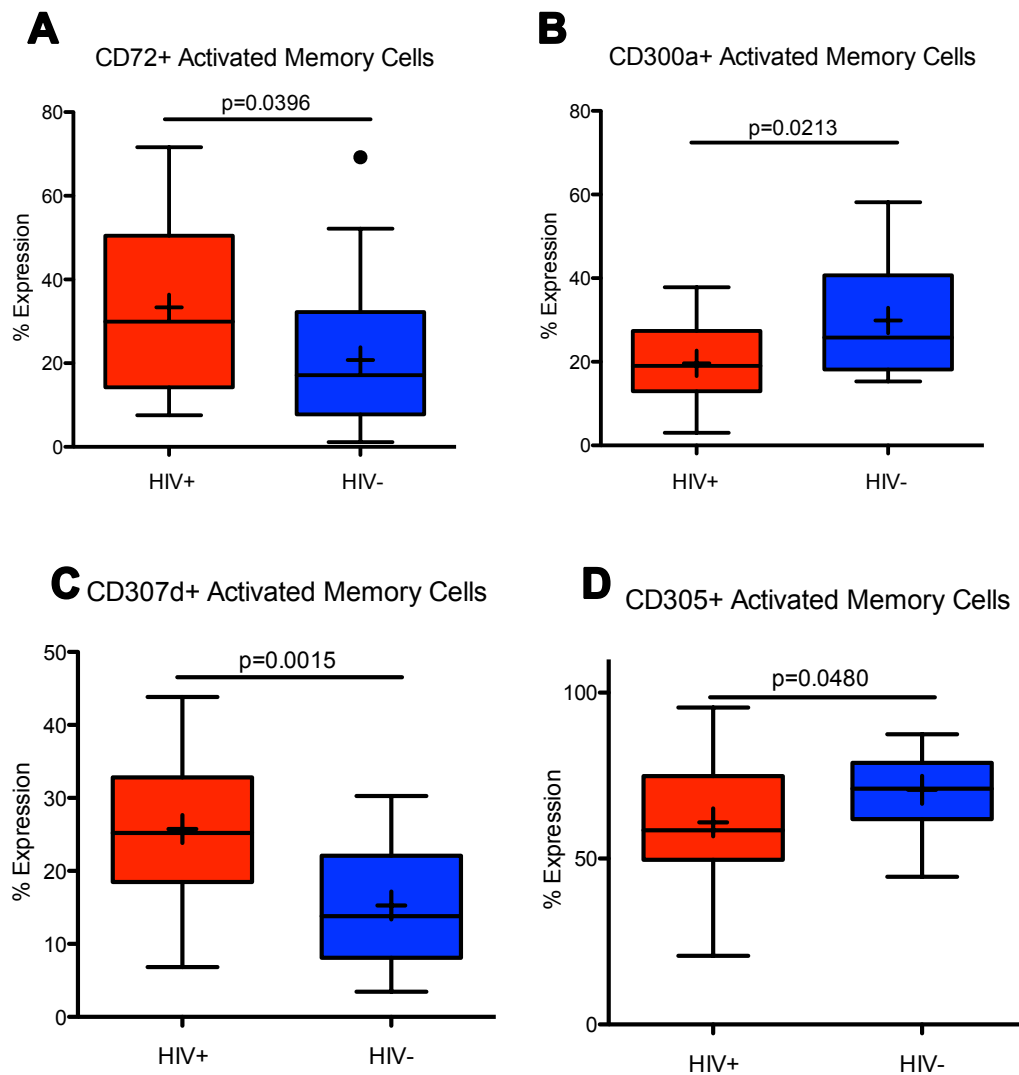 A
CD72+ Activated Memory Cells
p=0.0396
% Expression
80
60
40
20
0
HIV+
HIV-
B
CD300a+ Activated Memory Cells
p=0.0213
% Expression
80
60
40
20
0
HIV+
HIV-
C
CD307d+ Activated Memory Cells
p=0.0015
% Expression
50
40
30
20
10
0
HIV+
HIV-
D
CD305+ Activated Memory Cells
p=0.0480
% Expression
100
50
0
HIV+
HIV-